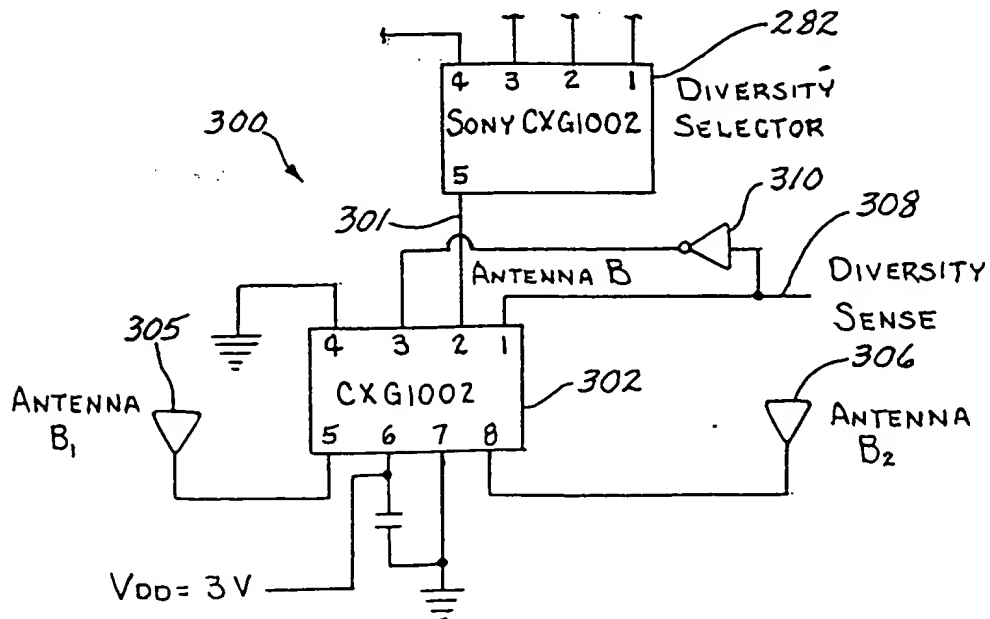 282
4 3 2 1
DIVERSITY
SELECTOR
SONY CXG1002
300
5
310
301
308
ANTENNA B
DIVERSITY
SENSE
305
4 3 2 1
306
302
CXG1002
ANTENNA
B1
ANTENNA
B2
5 6 7 8
VDD = 3V